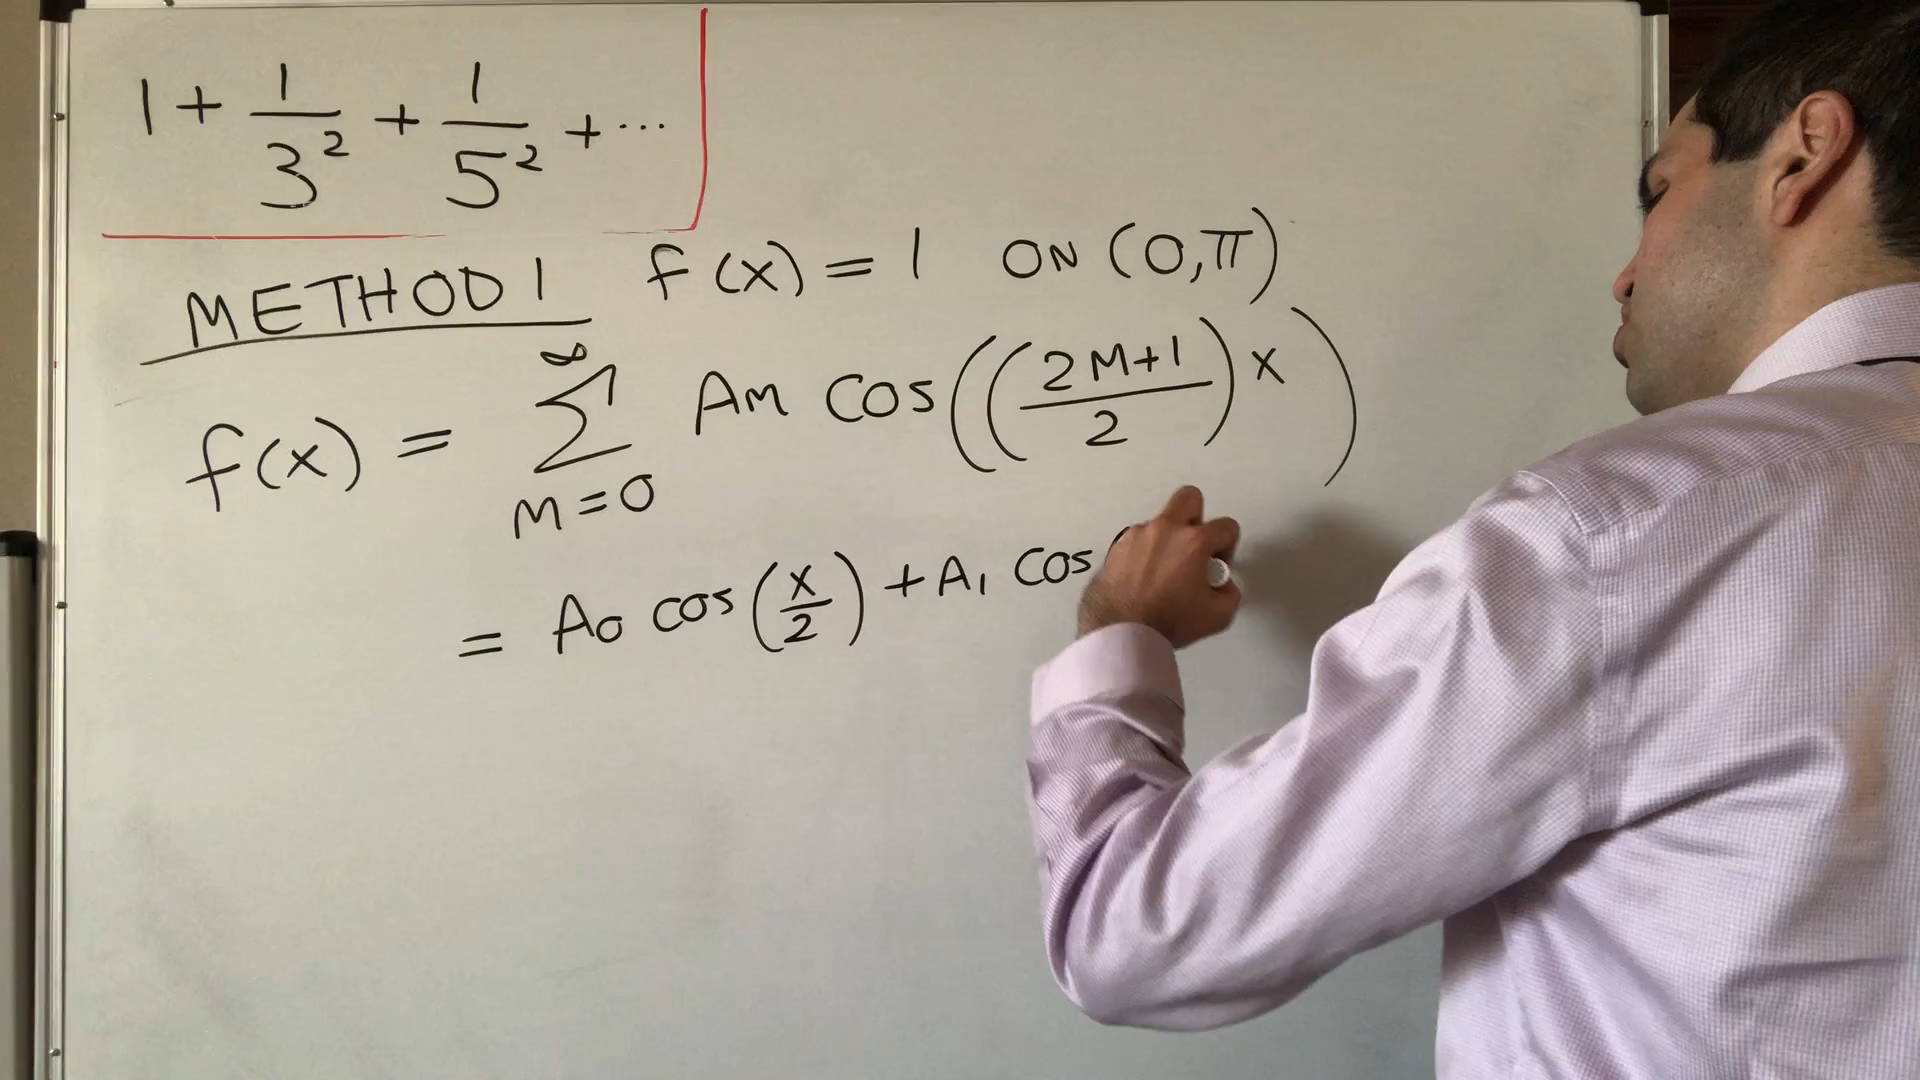 1 + 1/3² + 1/5² + ...
METHOD 1 f(x) = 1 ON (0,π)
f(x) = ∑_{M=0}^{∞} AM COS(((2M+1)/2)x)
= A0 COS(x/2) + A1 COS(